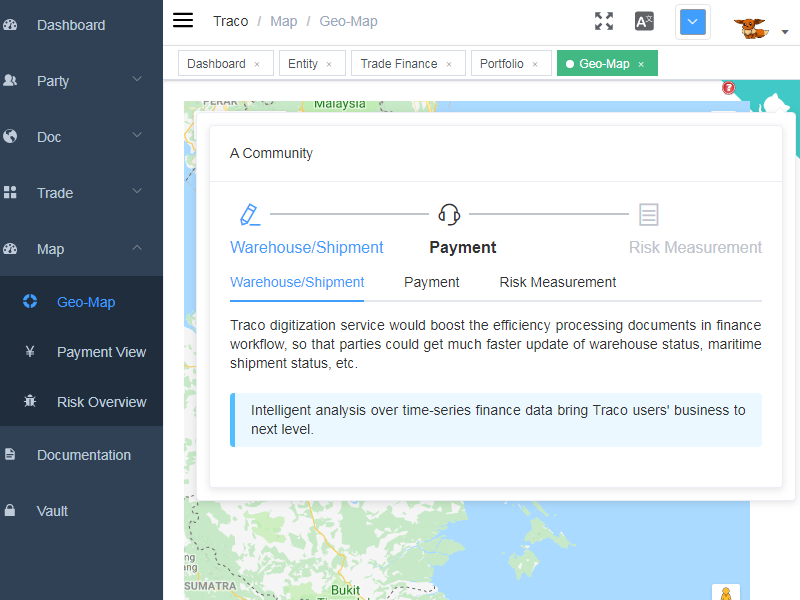 Dashboard
Party
Doc
Trade
Map
Geo-Map
¥ Payment View
Risk Overview
Documentation
Vault
Traco / Map / Geo-Map
A
Dashboard ×
Entity ×
Trade Finance ×
Portfolio ×
Geo-Map ×
?
PERAK
Malaysia
A Community
Warehouse/Shipment Payment Risk Measurement
Warehouse/Shipment Payment Risk Measurement
Traco digitization service would boost the efficiency processing documents in finance
workflow, so that parties could get much faster update of warehouse status, maritime
shipment status, etc.
Intelligent analysis over time-series finance data bring Traco users' business to
next level.
SUMATRA
Bukit